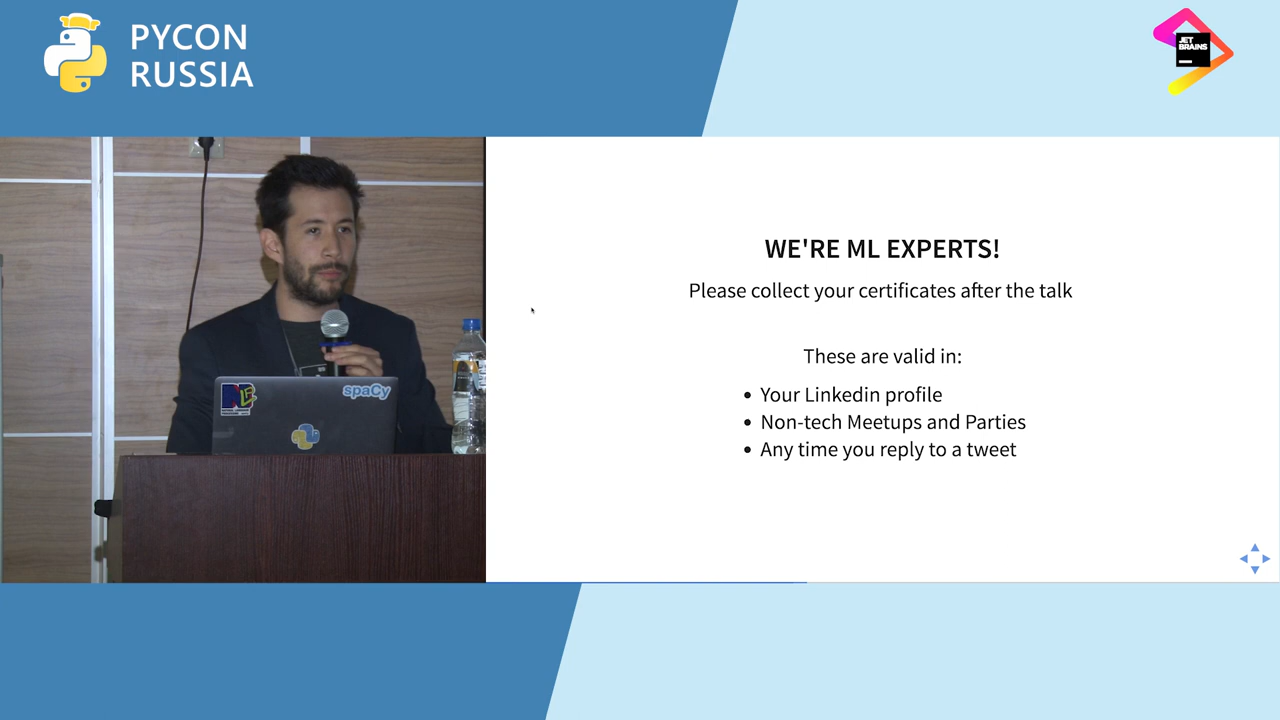 PYCON
RUSSIA
JET
BRAINS
WE'RE ML EXPERTS!
Please collect your certificates after the talk
These are valid in:
• Your Linkedin profile
• Non-tech Meetups and Parties
• Any time you reply to a tweet
spaCy